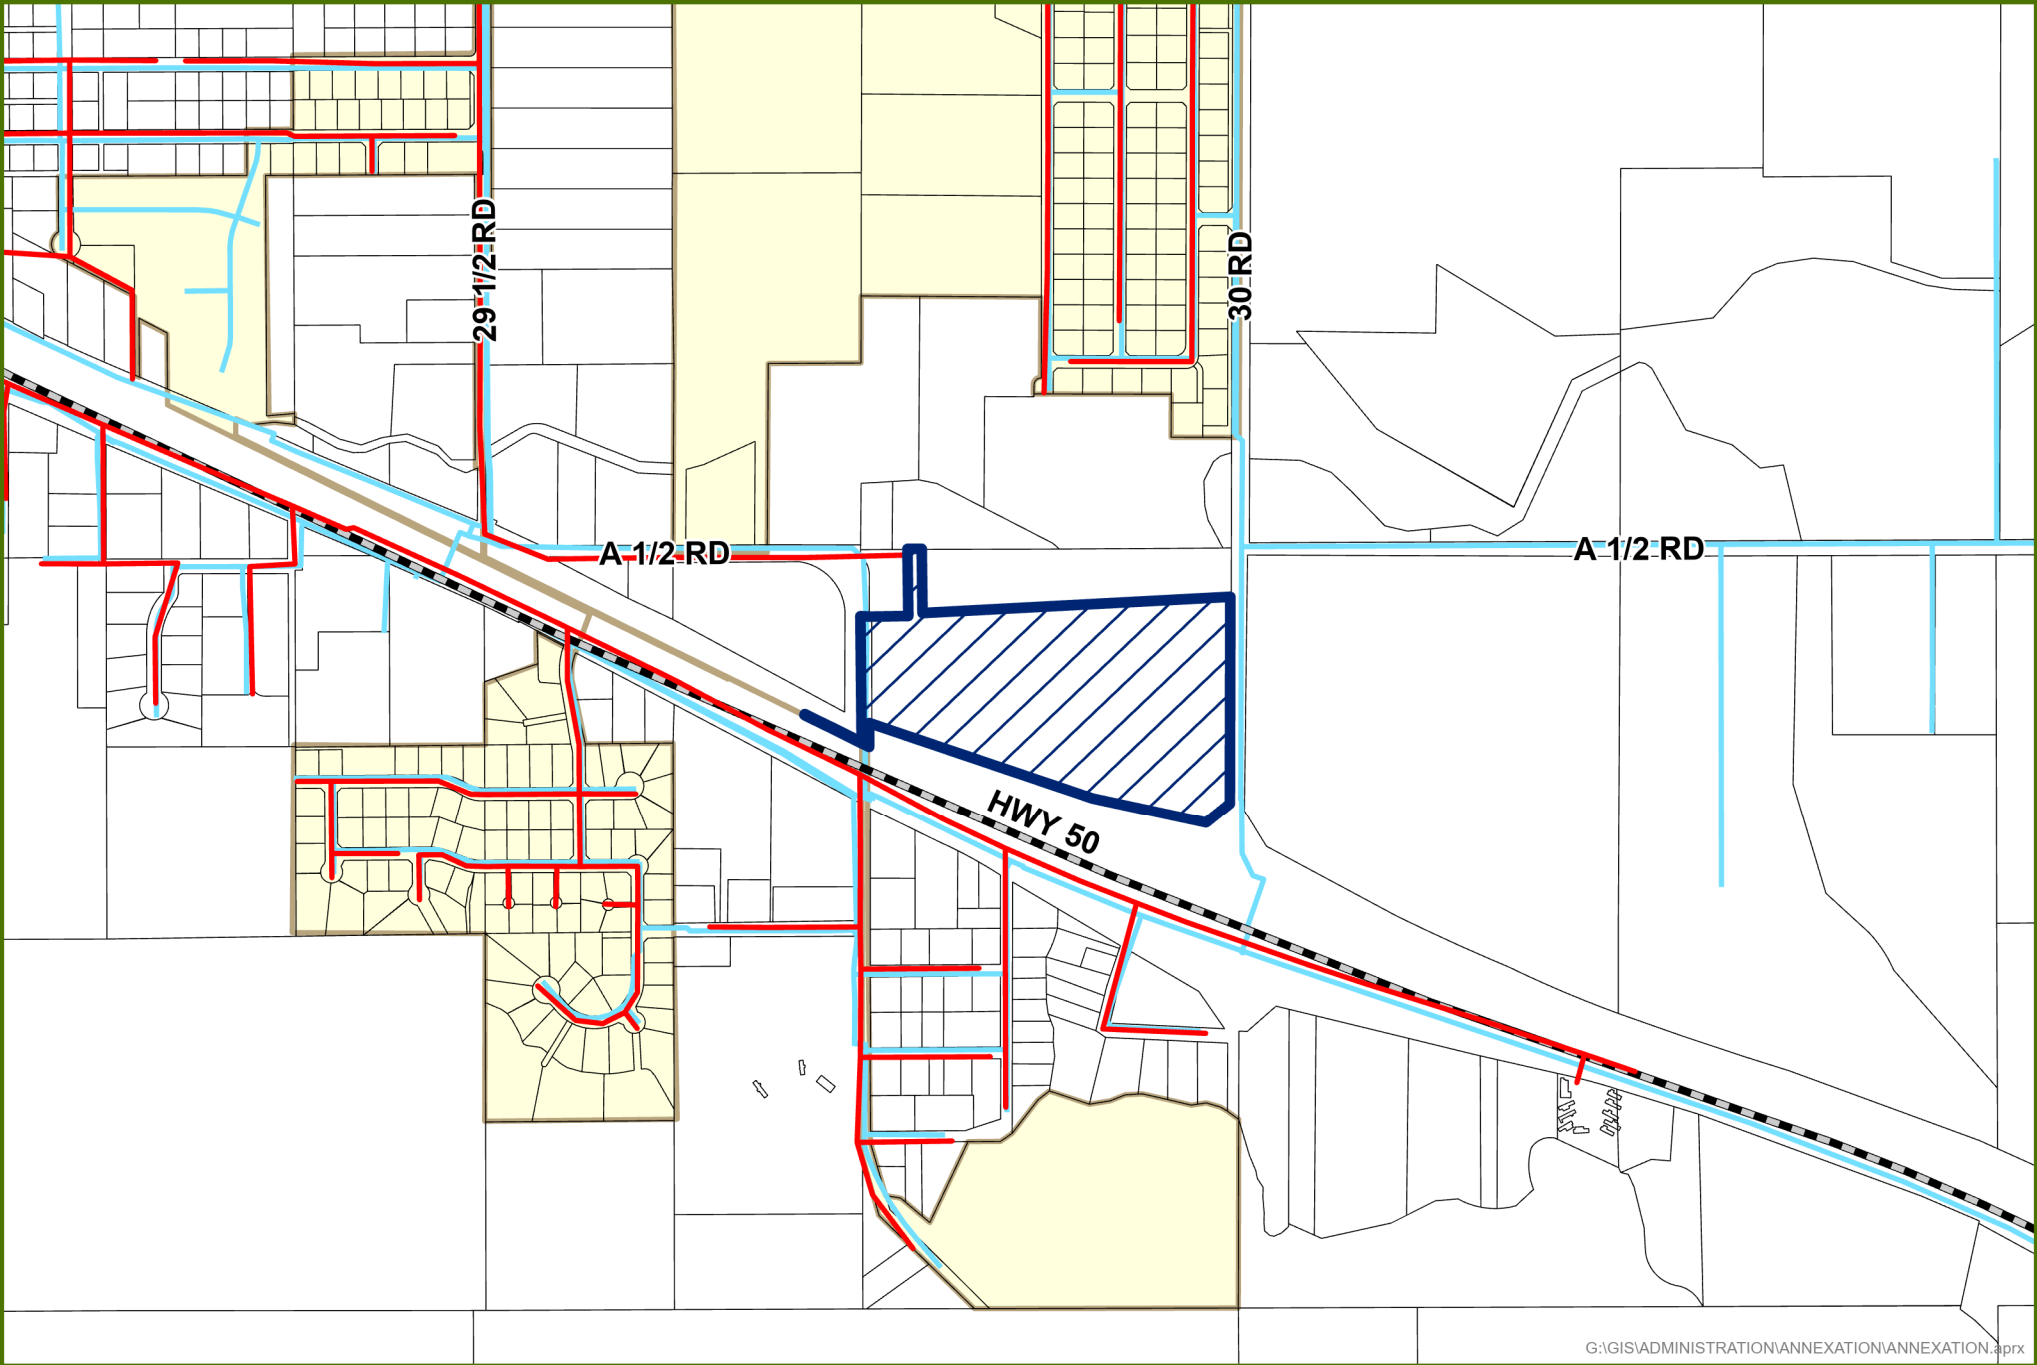 29 1/2 RD
30 RD
A 1/2 RD
A 1/2 RD
HWY 50
G:\GIS\ADMINISTRATION\ANNEXATION\ANNEXATION.aprx